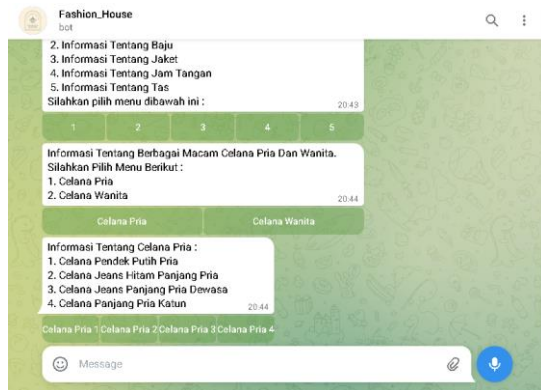 Fashion_House
bot
2. Informasi Tentang Baju
3. Informasi Tentang Jaket
4. Informasi Tentang Jam Tangan
5. Informasi Tentang Tas
Silahkan pilih menu dibawah ini :
20:43
1 2 3 4 5
Informasi Tentang Berbagai Macam Celana Pria Dan Wanita.
Silahkan Pilih Menu Berikut :
1. Celana Pria
2. Celana Wanita
20:44
Celana Pria Celana Wanita
Informasi Tentang Celana Pria :
1. Celana Pendek Putih Pria
2. Celana Jeans Hitam Panjang Pria
3. Celana Jeans Panjang Pria Dewasa
4. Celana Panjang Pria Katun
20:44
Celana Pria 1 Celana Pria 2 Celana Pria 3 Celana Pria 4
Message